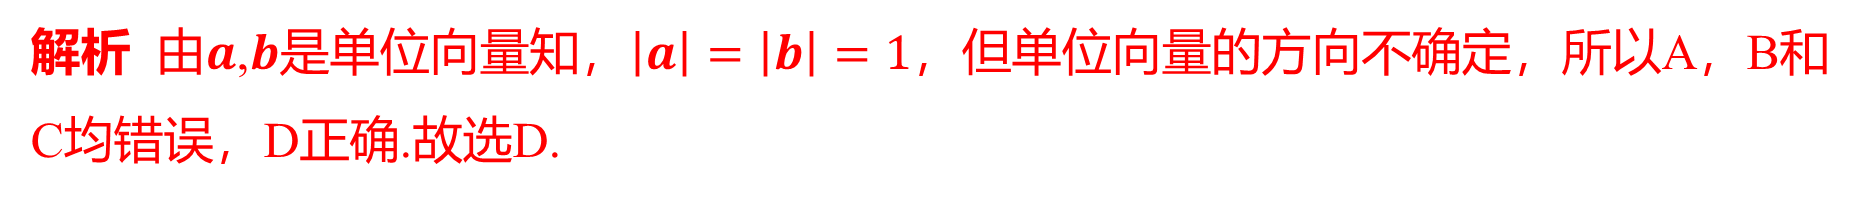 解析 由a,b是单位向量知，|a| = |b| = 1，但单位向量的方向不确定，所以A，B和
C均错误，D正确.故选D.